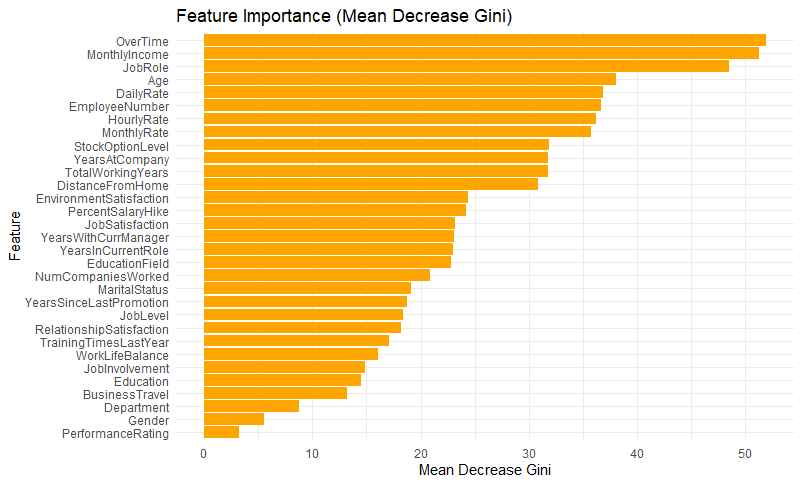 Feature Importance (Mean Decrease Gini)
Feature
OverTime
MonthlyIncome
JobRole
Age
DailyRate
EmployeeNumber
HourlyRate
MonthlyRate
StockOptionLevel
YearsAtCompany
TotalWorkingYears
DistanceFromHome
EnvironmentSatisfaction
PercentSalaryHike
JobSatisfaction
YearsWithCurrManager
YearsInCurrentRole
EducationField
NumCompaniesWorked
MaritalStatus
YearsSinceLastPromotion
JobLevel
RelationshipSatisfaction
TrainingTimesLastYear
WorkLifeBalance
JobInvolvement
Education
BusinessTravel
Department
Gender
PerformanceRating
0 10 20 30 40 50
Mean Decrease Gini